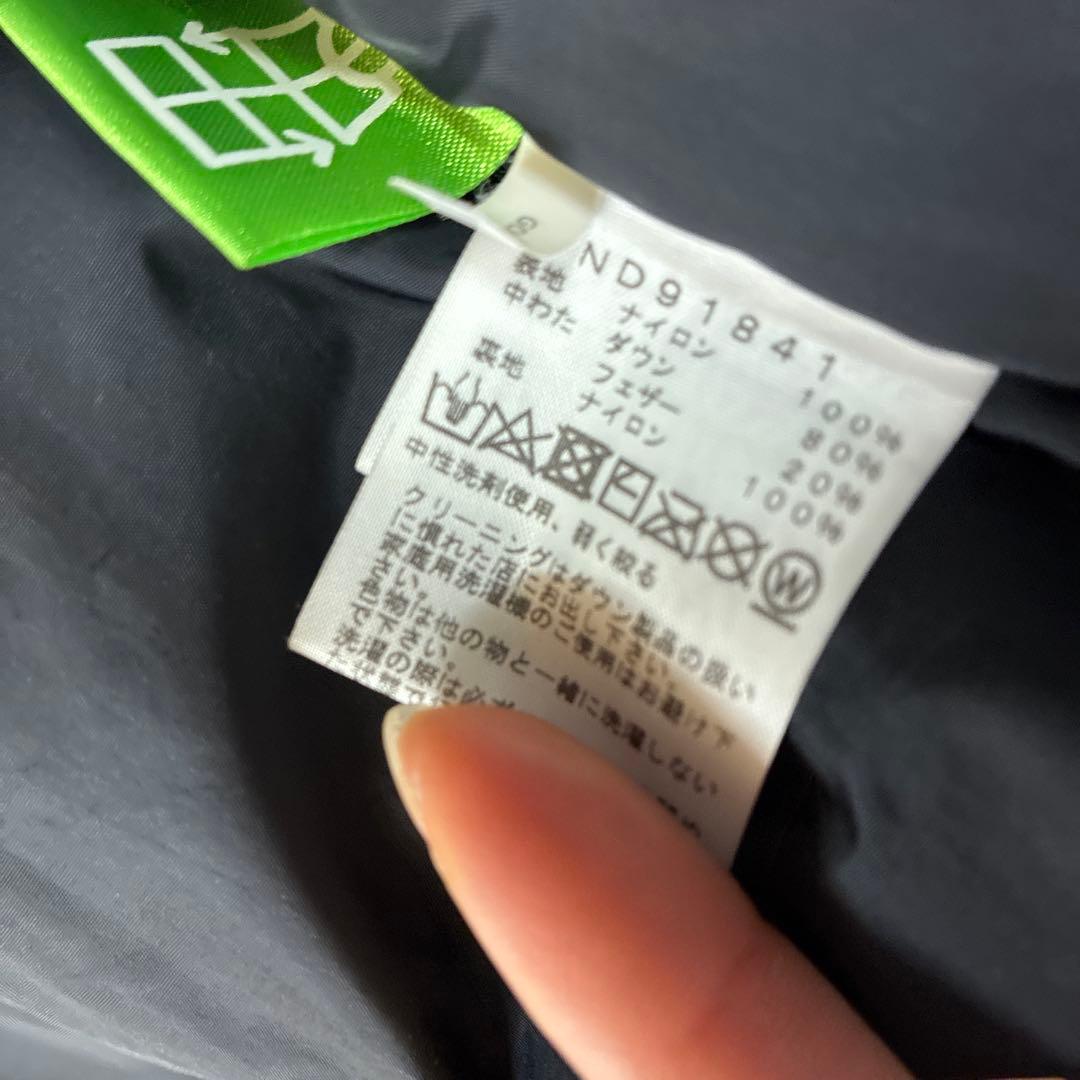 ND91841
表地 ナイロン 100%
中わた ダウン 80%
フェザー 20%
裏地 ナイロン 100%
W
中性洗剤使用、軽く絞る
クリーニングはダウン製品の扱い
に慣れた店にお出し下さい。
家庭用洗濯機のご使用はお避け下
さい。
色物は他の物と一緒に洗濯しない
で下さい。
洗濯の際は必ず